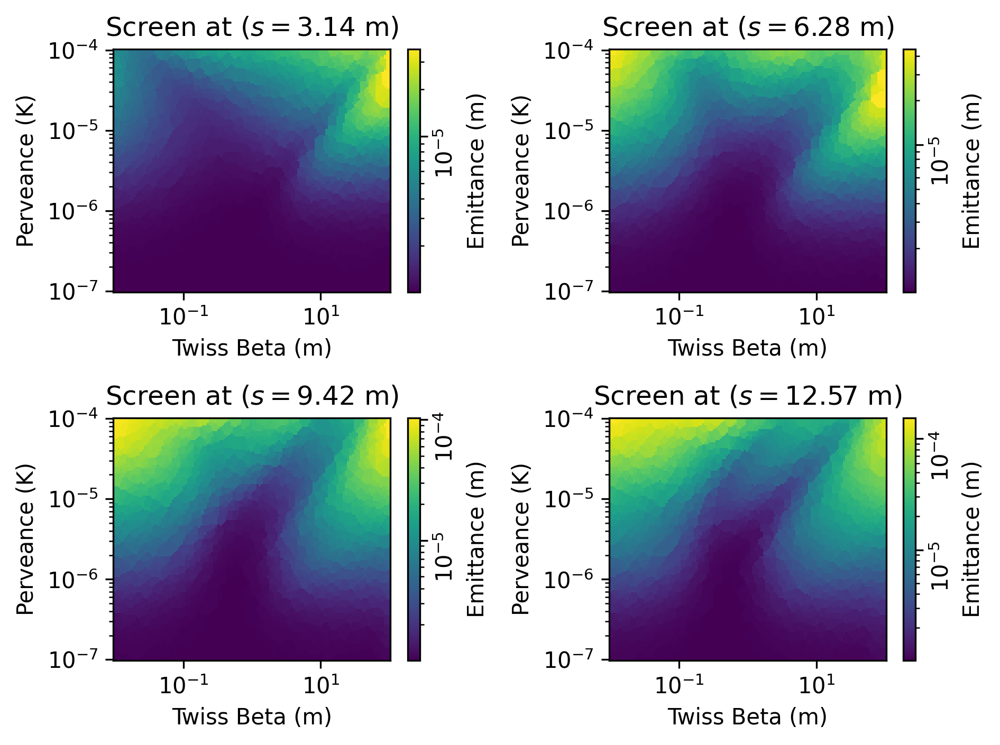 Screen at (s = 3.14 m)
Perveance (K)
10⁻⁴
10⁻⁵
10⁻⁶
10⁻⁷
10⁻¹
10¹
Twiss Beta (m)
10⁻⁵
Emittance (m)
Screen at (s = 6.28 m)
Perveance (K)
10⁻⁴
10⁻⁵
10⁻⁶
10⁻⁷
10⁻¹
10¹
Twiss Beta (m)
10⁻⁵
Emittance (m)
Screen at (s = 9.42 m)
Perveance (K)
10⁻⁴
10⁻⁵
10⁻⁶
10⁻⁷
10⁻¹
10¹
Twiss Beta (m)
10⁻⁴
10⁻⁵
Emittance (m)
Screen at (s = 12.57 m)
Perveance (K)
10⁻⁴
10⁻⁵
10⁻⁶
10⁻⁷
10⁻¹
10¹
Twiss Beta (m)
10⁻⁴
10⁻⁵
Emittance (m)